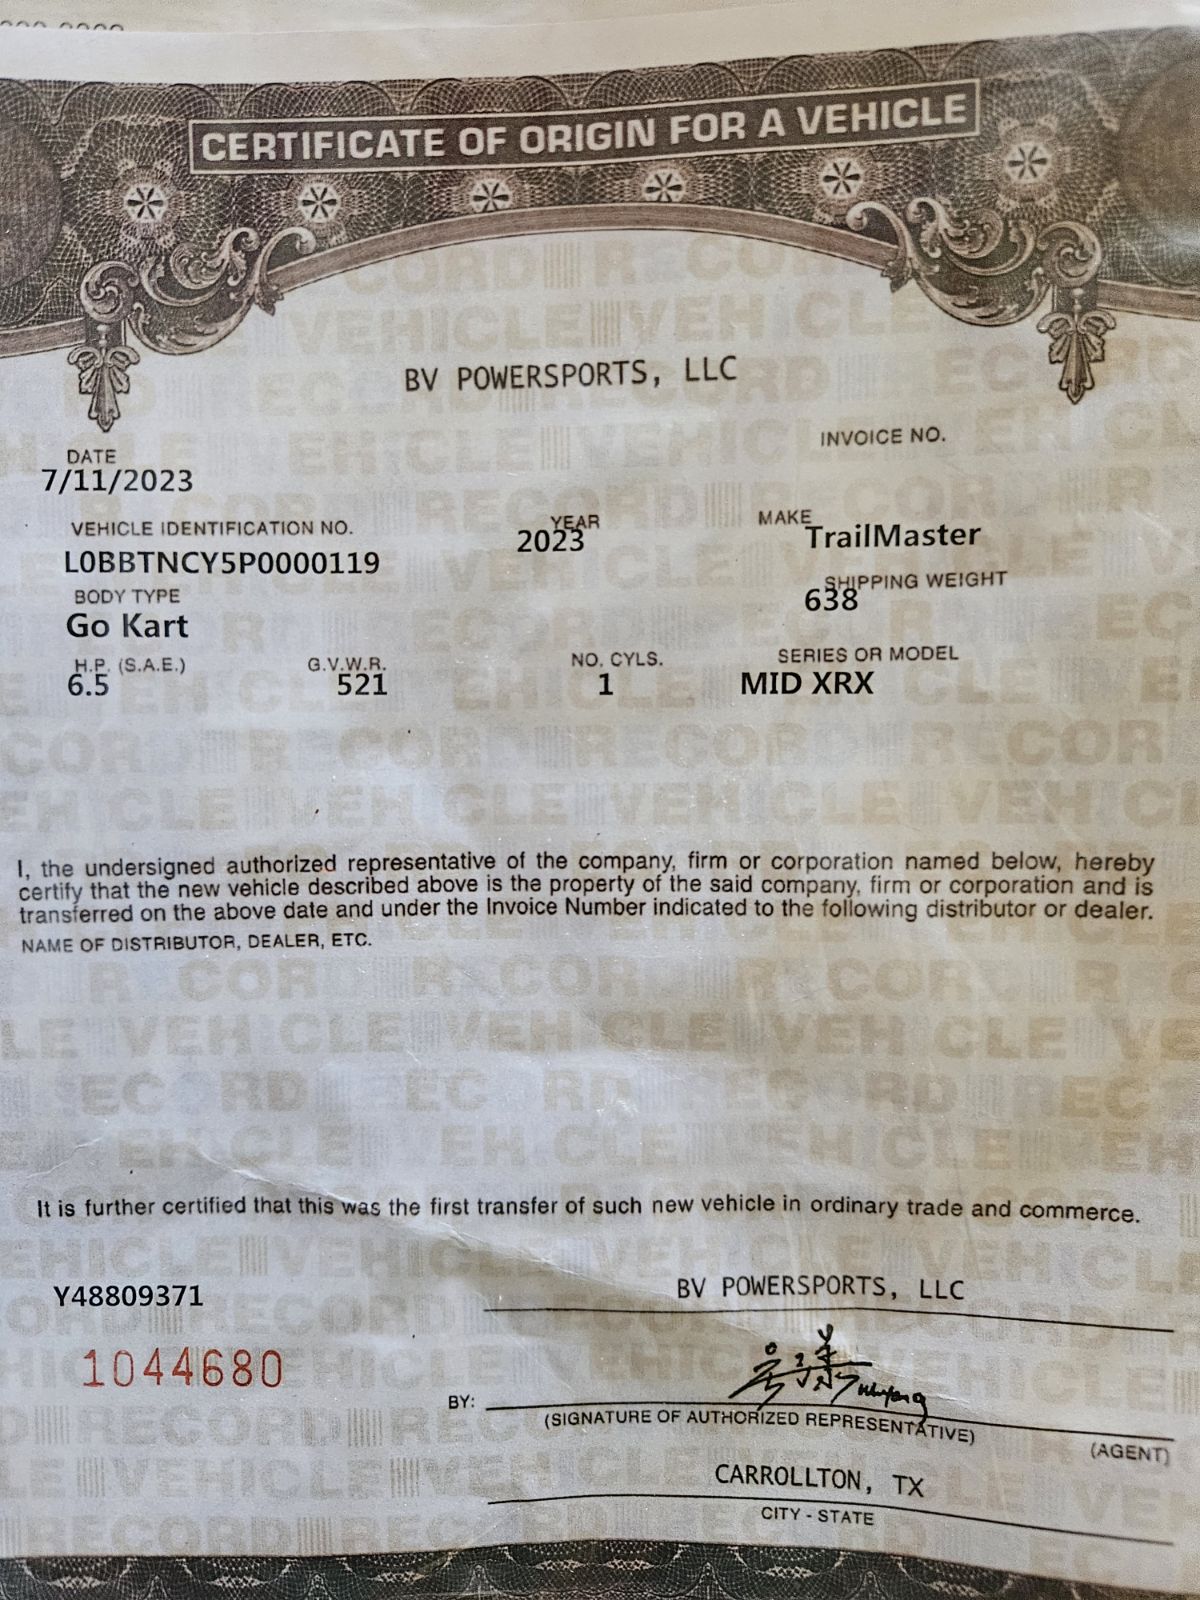 CERTIFICATE OF ORIGIN FOR A VEHICLE
BV POWERSPORTS, LLC
INVOICE NO.
DATE
7/11/2023
VEHICLE IDENTIFICATION NO.
YEAR
MAKE
L0BBTNCY5P0000119
2023
TrailMaster
BODY TYPE
SHIPPING WEIGHT
Go Kart
638
H.P. (S.A.E.)
G.V.W.R.
NO. CYLS.
SERIES OR MODEL
6.5
521
1
MID XRX
I, the undersigned authorized representative of the company, firm or corporation named below, hereby
certify that the new vehicle described above is the property of the said company, firm or corporation and is
transferred on the above date and under the Invoice Number indicated to the following distributor or dealer.
NAME OF DISTRIBUTOR, DEALER, ETC.
It is further certified that this was the first transfer of such new vehicle in ordinary trade and commerce.
Y48809371
BV POWERSPORTS, LLC
1044680
BY:
(SIGNATURE OF AUTHORIZED REPRESENTATIVE)
(AGENT)
CARROLLTON, TX
CITY - STATE